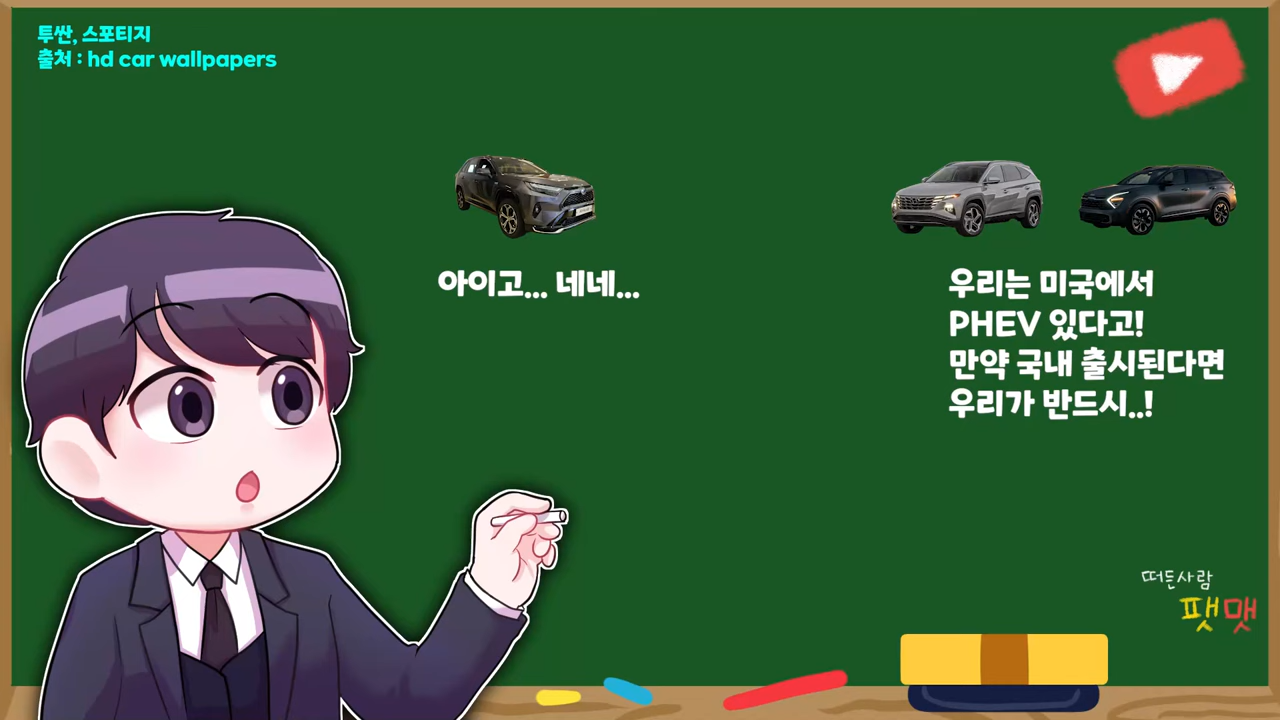 투싼, 스포티지
출처 : hd car wallpapers
아이고... 네네...
우리는 미국에서
PHEV 있다고!
만약 국내 출시된다면
우리가 반드시..!
떠든사람
팻맷